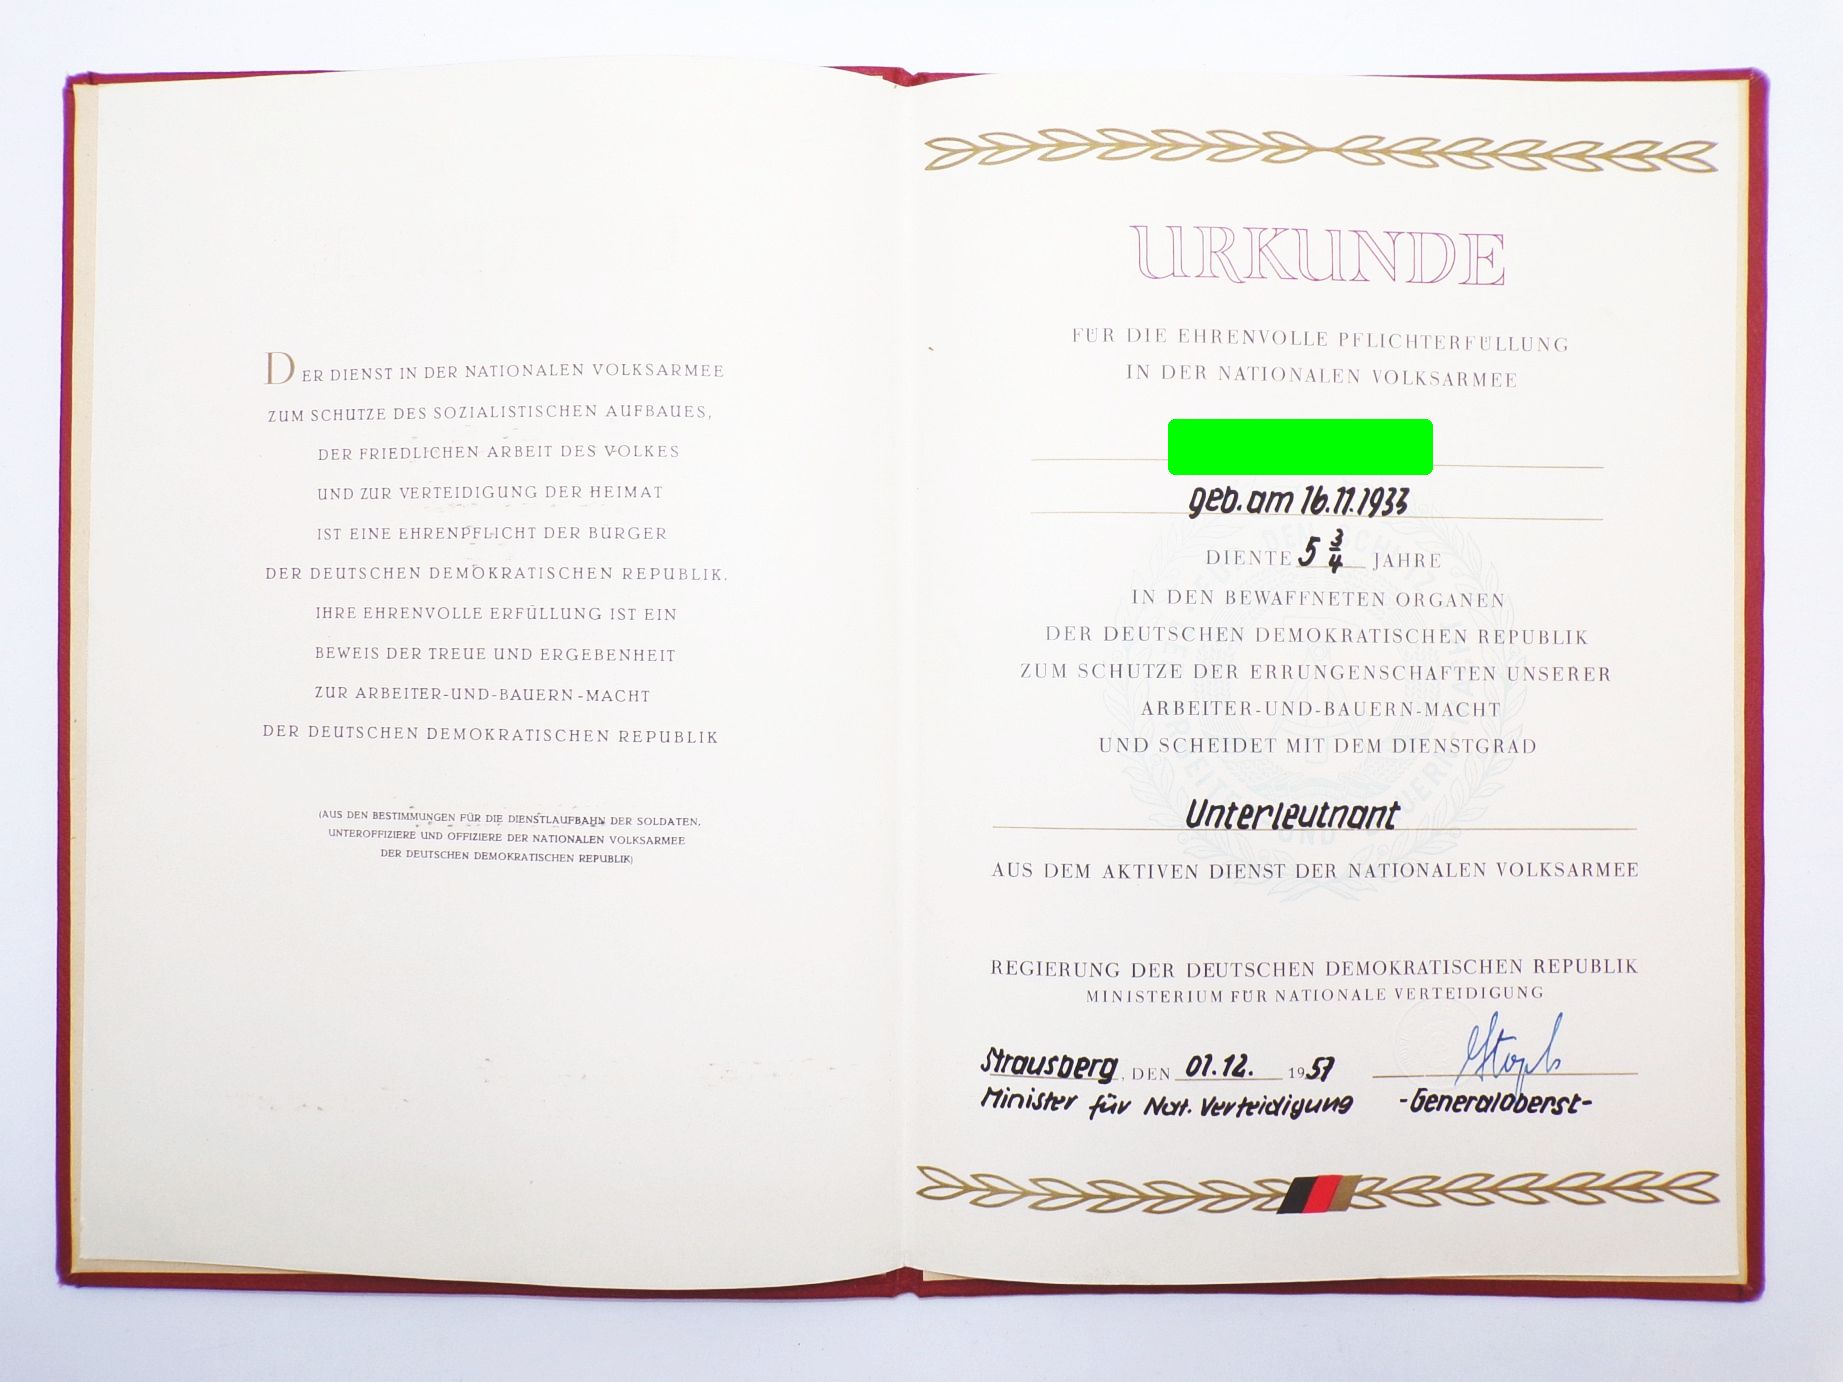 DER DIENST IN DER NATIONALEN VOLKSARMEE
ZUM SCHUTZE DES SOZIALISTISCHEN AUFBAUES,
DER FRIEDLICHEN ARBEIT DES VOLKES
UND ZUR VERTEIDIGUNG DER HEIMAT
IST EINE EHRENPFLICHT DER BÜRGER
DER DEUTSCHEN DEMOKRATISCHEN REPUBLIK.
IHRE EHRENVOLLE ERFÜLLUNG IST EIN
BEWEIS DER TREUE UND ERGEBENHEIT
ZUR ARBEITER-UND-BAUERN-MACHT
DER DEUTSCHEN DEMOKRATISCHEN REPUBLIK
(AUS DEN BESTIMMUNGEN FÜR DIE DIENSTLAUFBAHN DER SOLDATEN,
UNTEROFFIZIERE UND OFFIZIERE DER NATIONALEN VOLKSARMEE
DER DEUTSCHEN DEMOKRATISCHEN REPUBLIK)
URKUNDE
FÜR DIE EHRENVOLLE PFLICHTERFÜLLUNG
IN DER NATIONALEN VOLKSARMEE
geb. am 16.11.1933
DIENTE 5 3/4 JAHRE
IN DEN BEWAFFNETEN ORGANEN
DER DEUTSCHEN DEMOKRATISCHEN REPUBLIK
ZUM SCHUTZE DER ERRUNGENSCHAFTEN UNSERER
ARBEITER-UND-BAUERN-MACHT
UND SCHEIDET MIT DEM DIENSTGRAD
Unterleutnant
AUS DEM AKTIVEN DIENST DER NATIONALEN VOLKSARMEE
REGIERUNG DER DEUTSCHEN DEMOKRATISCHEN REPUBLIK
MINISTERIUM FÜR NATIONALE VERTEIDIGUNG
Strausberg, DEN 01.12. 1957 Stoph
Minister für Nat. Verteidigung -Generaloberst-